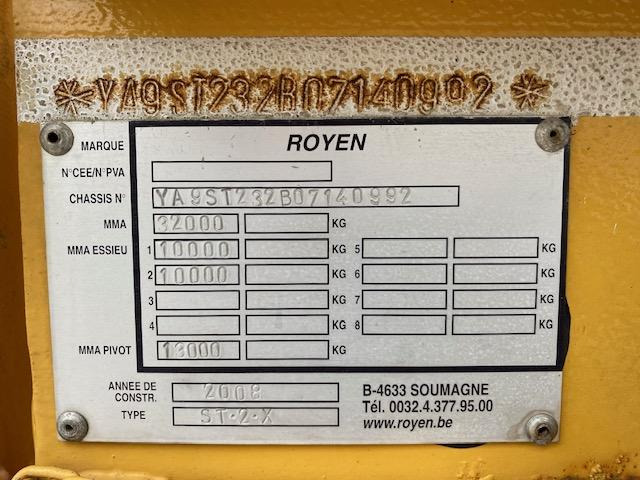 *YA9ST232B07140992*
MARQUE ROYEN
N°CEE/N°PVA
CHASSIS N° YA9ST232B07140992
MMA 32000 KG
MMA ESSIEU 1 10000 KG 5 KG
2 10000 KG 6 KG
3 KG 7 KG
4 KG 8 KG
MMA PIVOT 13000 KG
ANNEE DE CONSTR. 2008
TYPE ST·2·X
B-4633 SOUMAGNE
Tél. 0032.4.377.95.00
www.royen.be